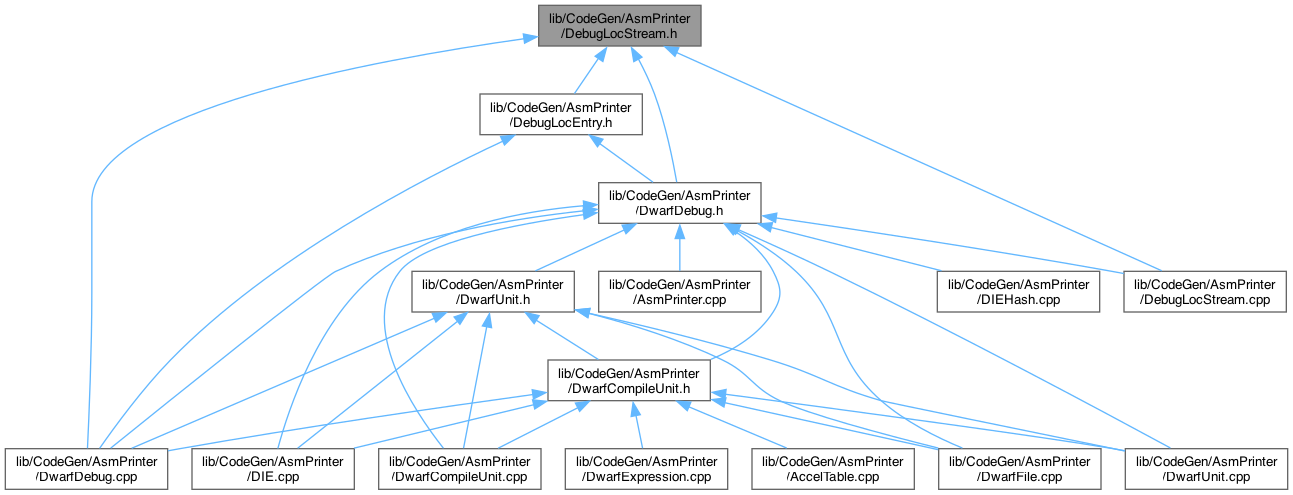 lib/CodeGen/AsmPrinter
/DebugLocStream.h
lib/CodeGen/AsmPrinter
/DebugLocEntry.h
lib/CodeGen/AsmPrinter
/DwarfDebug.h
lib/CodeGen/AsmPrinter
/DwarfUnit.h
lib/CodeGen/AsmPrinter
/AsmPrinter.cpp
lib/CodeGen/AsmPrinter
/DIEHash.cpp
lib/CodeGen/AsmPrinter
/DebugLocStream.cpp
lib/CodeGen/AsmPrinter
/DwarfCompileUnit.h
lib/CodeGen/AsmPrinter
/DwarfDebug.cpp
lib/CodeGen/AsmPrinter
/DIE.cpp
lib/CodeGen/AsmPrinter
/DwarfCompileUnit.cpp
lib/CodeGen/AsmPrinter
/DwarfExpression.cpp
lib/CodeGen/AsmPrinter
/AccelTable.cpp
lib/CodeGen/AsmPrinter
/DwarfFile.cpp
lib/CodeGen/AsmPrinter
/DwarfUnit.cpp